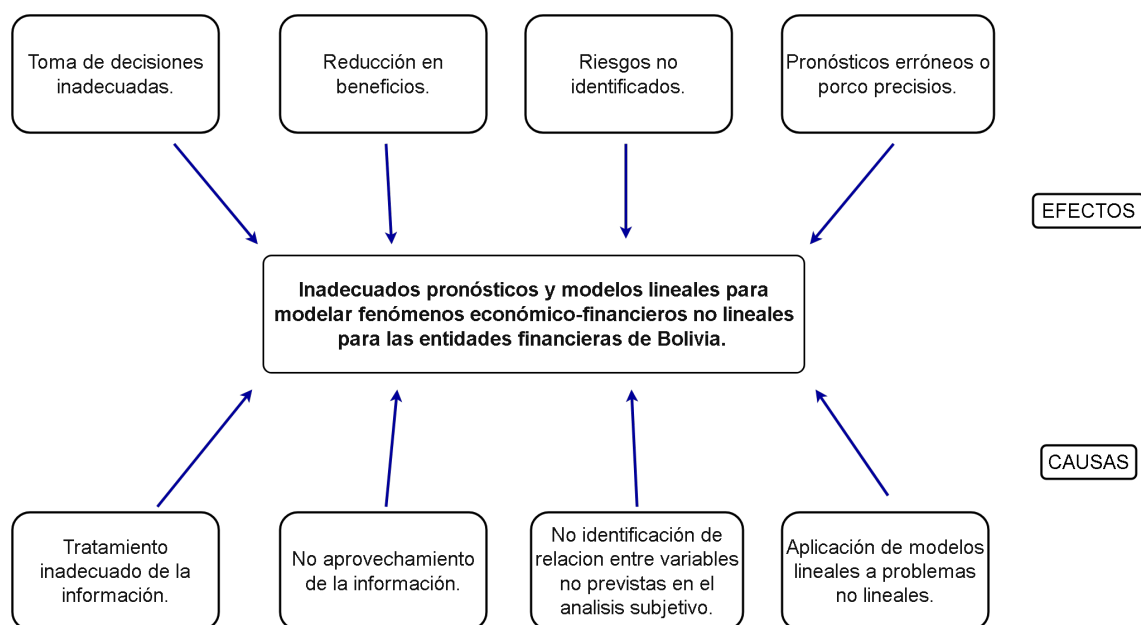 Toma de decisiones
inadecuadas.
Reducción en
beneficios.
Riesgos no
identificados.
Pronósticos erróneos o
porco precisios.
EFECTOS
Inadecuados pronósticos y modelos lineales para
modelar fenómenos económico-financieros no lineales
para las entidades financieras de Bolivia.
CAUSAS
Tratamiento
inadecuado de la
información.
No aprovechamiento
de la información.
No identificación de
relacion entre variables
no previstas en el
analisis subjetivo.
Aplicación de modelos
lineales a problemas
no lineales.